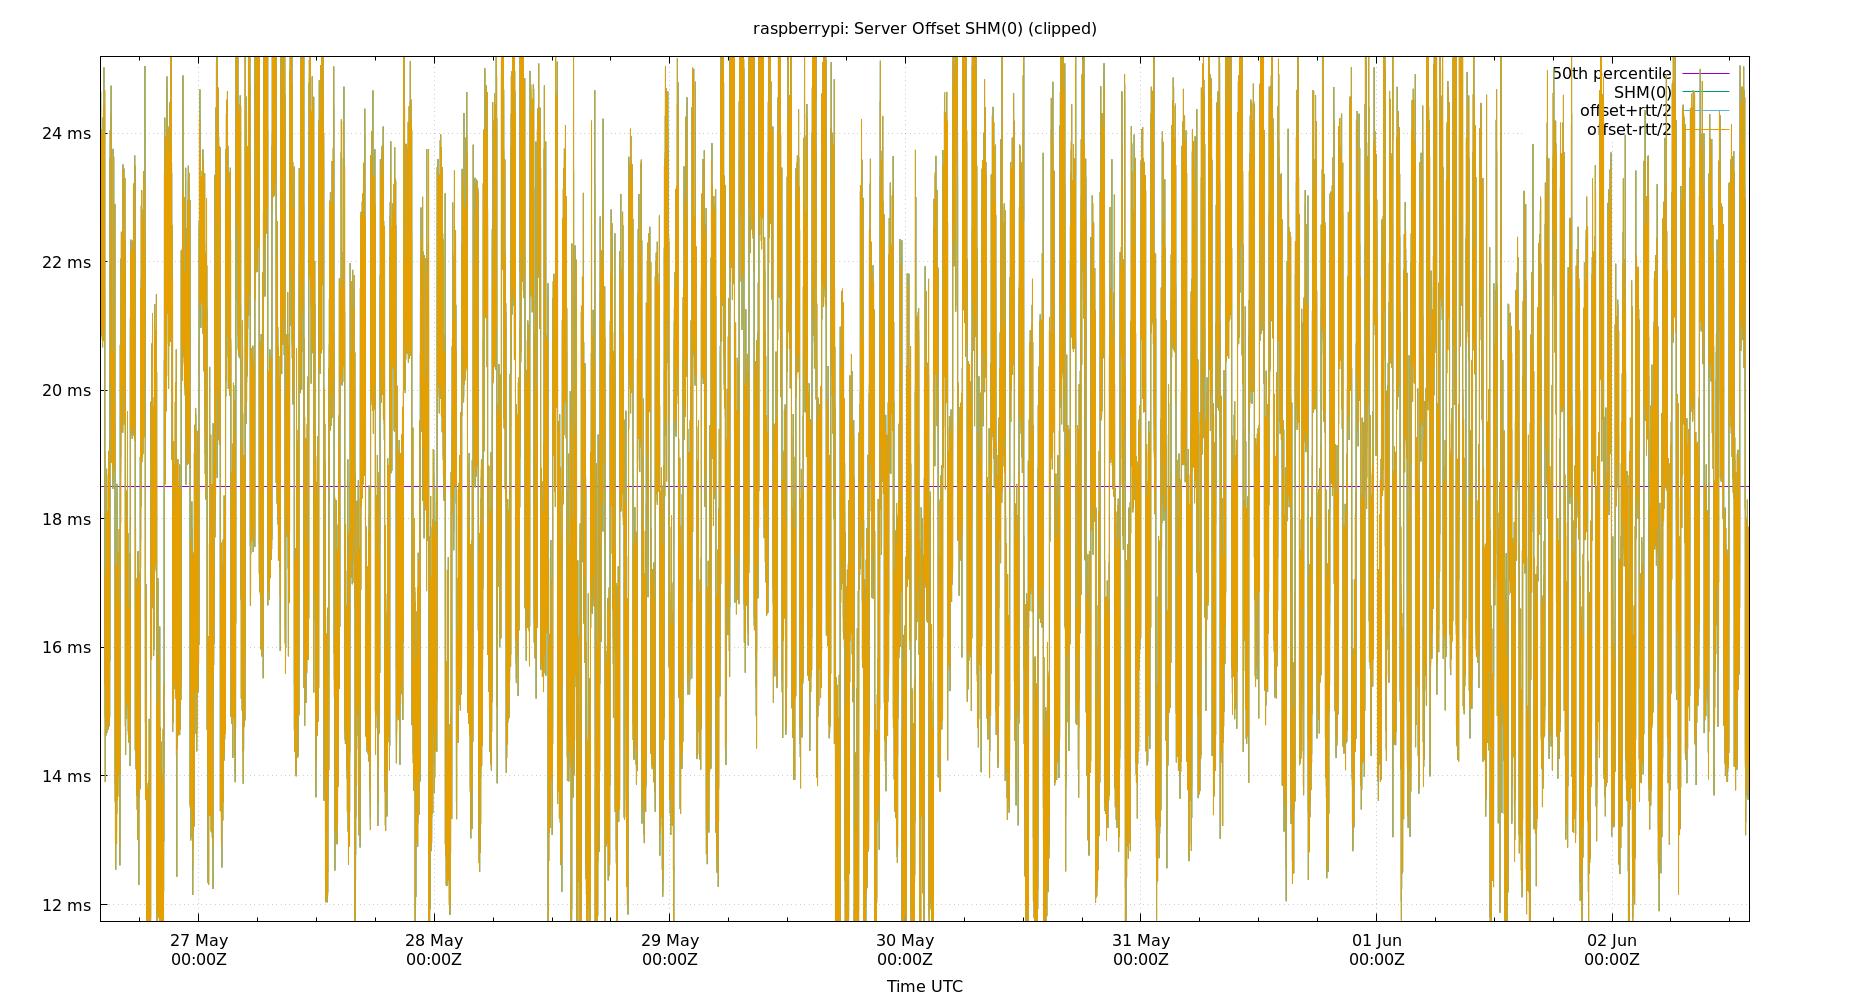 raspberrypi: Server Offset SHM(0) (clipped)
50th percentile
SHM(0)
offset+rtt/2
offset-rtt/2
24 ms
22 ms
20 ms
18 ms
16 ms
14 ms
12 ms
27 May 28 May 29 May 30 May 31 May 01 Jun 02 Jun
00:00Z 00:00Z 00:00Z 00:00Z 00:00Z 00:00Z 00:00Z
Time UTC